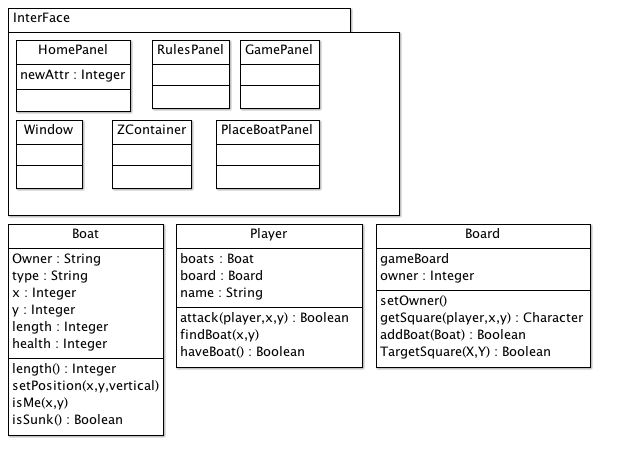 InterFace
HomePanel
newAttr : Integer
RulesPanel
GamePanel
Window
ZContainer
PlaceBoatPanel
Boat
Owner : String
type : String
x : Integer
y : Integer
length : Integer
health : Integer
length() : Integer
setPosition(x,y,vertical)
isMe(x,y)
isSunk() : Boolean
Player
boats : Boat
board : Board
name : String
attack(player,x,y) : Boolean
findBoat(x,y)
haveBoat() : Boolean
Board
gameBoard
owner : Integer
setOwner()
getSquare(player,x,y) : Character
addBoat(Boat) : Boolean
TargetSquare(X,Y) : Boolean